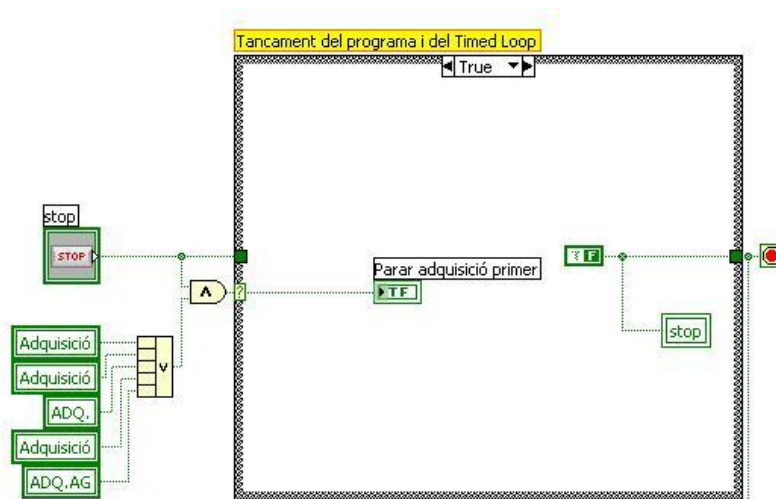 Tancament del programa i del Timed Loop
True
stop
STOP
Parar adquisició primer
TF
F
?
stop
Adquisició
Adquisició
ADQ.
Adquisició
ADQ.AG